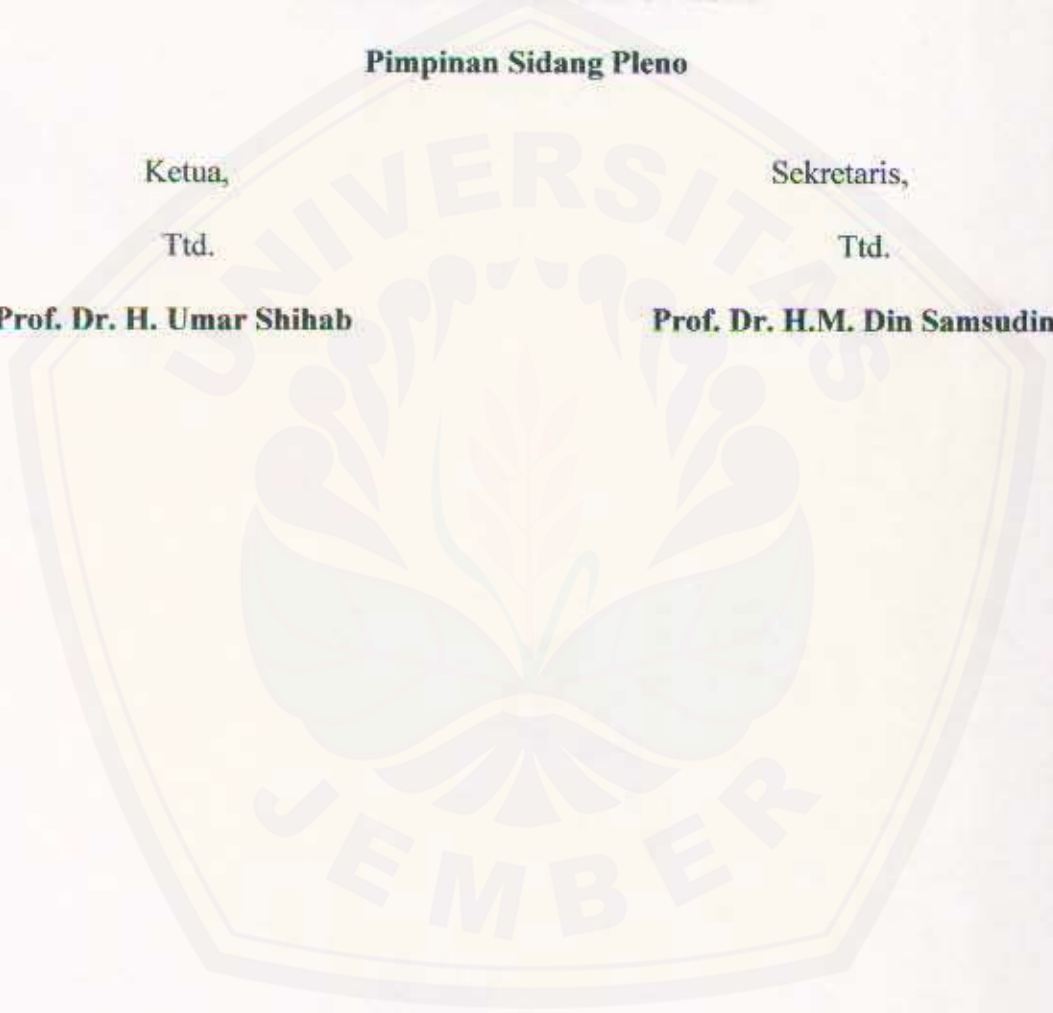 Pimpinan Sidang Pleno
Ketua, Sekretaris,
Ttd. Ttd.
Prof. Dr. H. Umar Shihab Prof. Dr. H.M. Din Samsudin
UNIVERSITAS
JEMBER